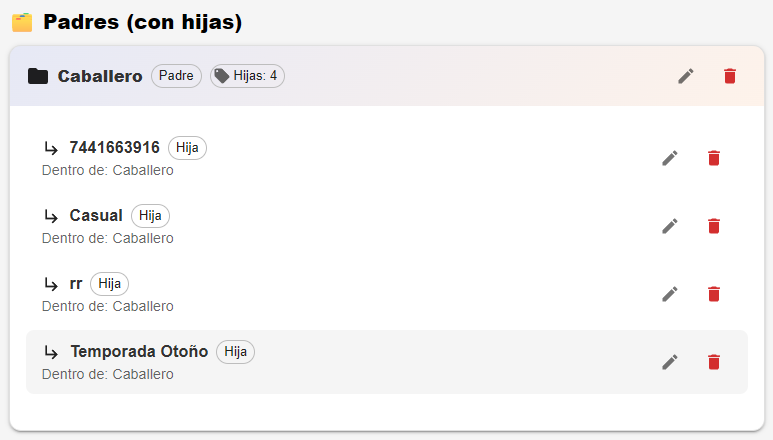 Padres (con hijas)
Caballero Padre Hijas: 4
7441663916 Hija
Dentro de: Caballero
Casual Hija
Dentro de: Caballero
rr Hija
Dentro de: Caballero
Temporada Otoño Hija
Dentro de: Caballero